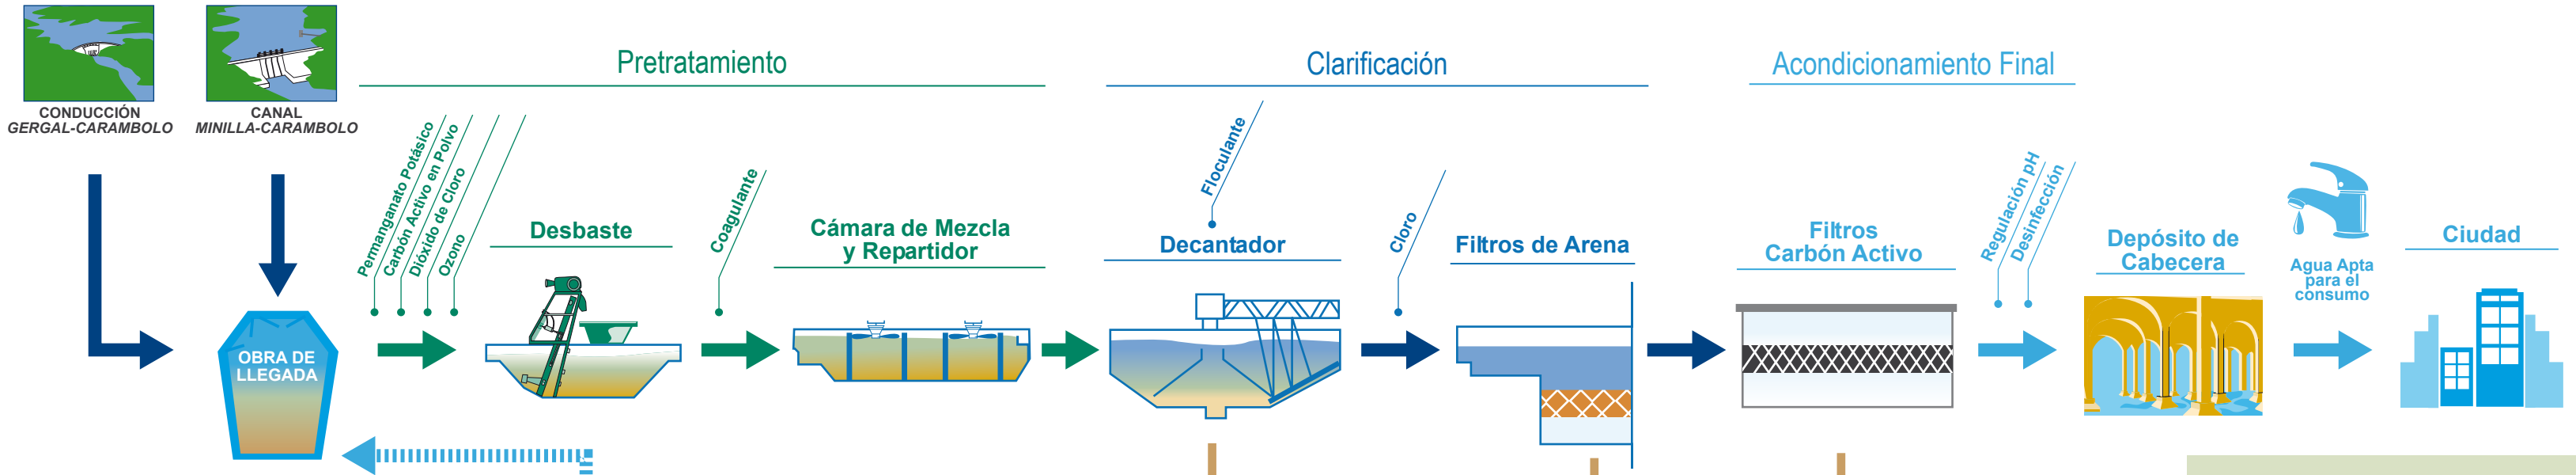 CONDUCCIÓN
GERGAL-CARAMBOLO
CANAL
MINILLA-CARAMBOLO
OBRA DE
LLEGADA
Pretratamiento
Permanganato Potásico
Carbón Activo en Polvo
Dióxido de Cloro
Ozono
Desbaste
Coagulante
Cámara de Mezcla
y Repartidor
Clarificación
Floculante
Decantador
Cloro
Filtros de Arena
Acondicionamiento Final
Filtros
Carbón Activo
Regulación pH
Desinfección
Depósito de
Cabecera
Agua Apta
para el
consumo
Ciudad